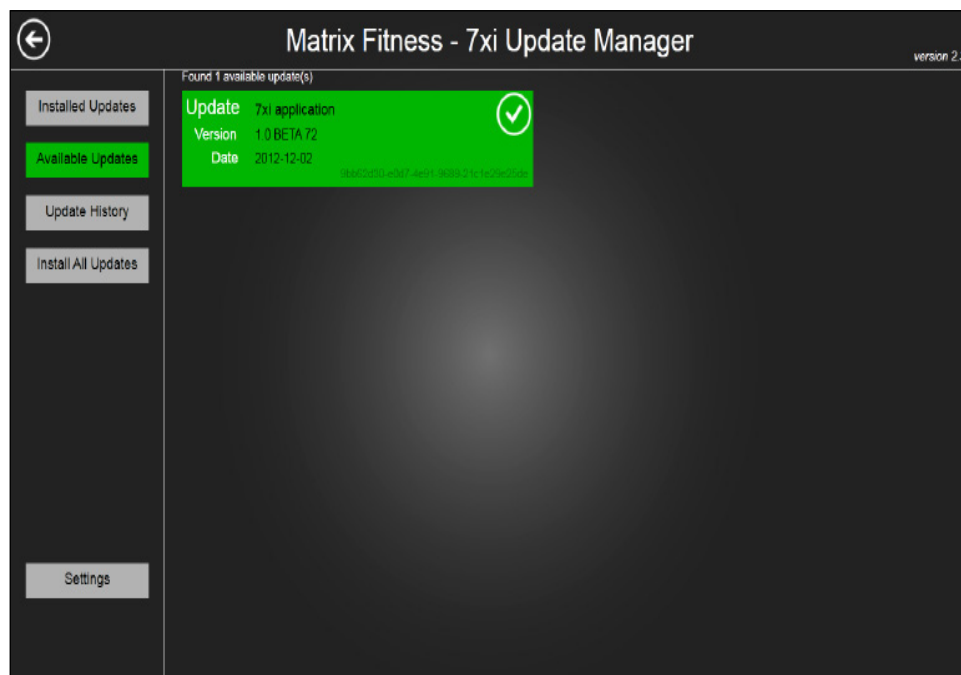 Matrix Fitness - 7xi Update Manager
version 2.
Found 1 available update(s)
Installed Updates
Available Updates
Update History
Install All Updates
Settings
Update 7xi application
Version 1.0 BETA 72
Date 2012-12-02